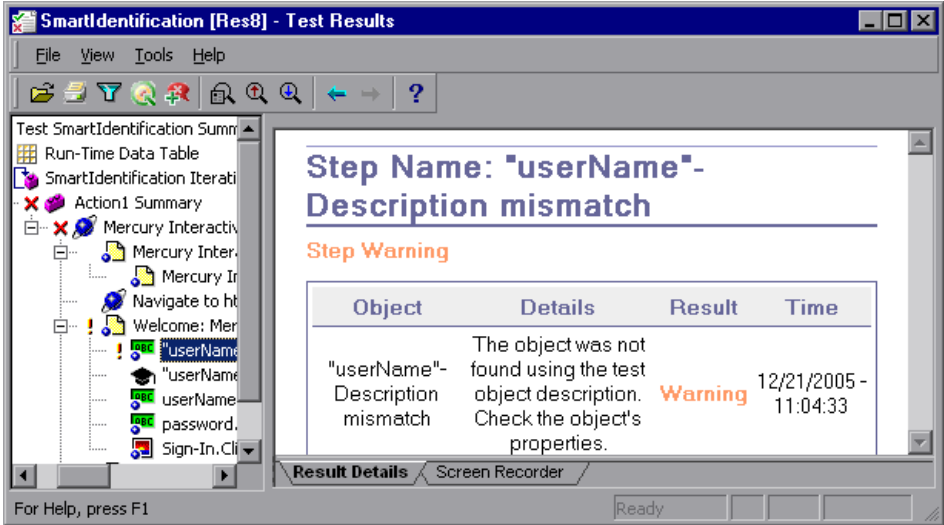 SmartIdentification [Res8] - Test Results
File View Tools Help
Test SmartIdentification Summ
Run-Time Data Table
SmartIdentification Iterati
Action1 Summary
Mercury Interactiv
Mercury Inter
Mercury Ir
Navigate to ht
Welcome: Mer
"userName
"userName
userName
password.
Sign-In.Cli
Step Name: "userName"-
Description mismatch
Step Warning
Object Details Result Time
"userName"-
Description
mismatch
The object was not
found using the test
object description.
Check the object's
properties.
Warning
12/21/2005 -
11:04:33
Result Details Screen Recorder
For Help, press F1 Ready